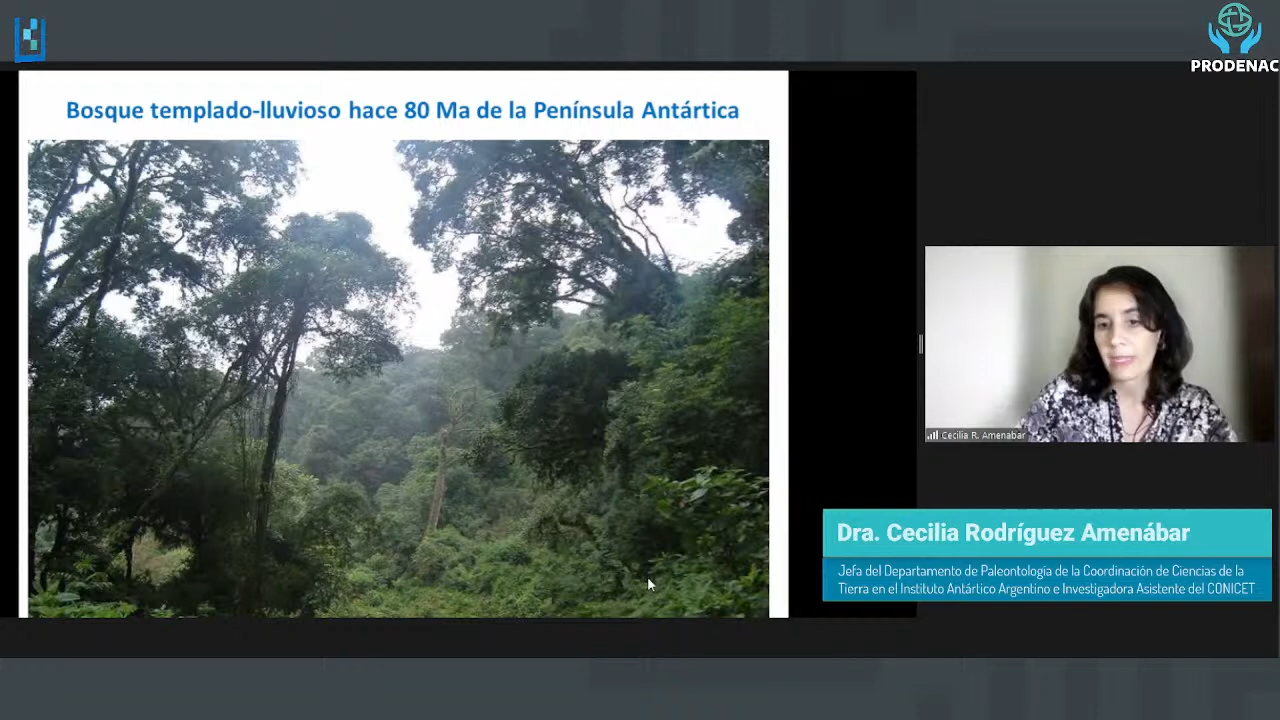 PRODENAC
Bosque templado-lluvioso hace 80 Ma de la Península Antártica
Cecilia R. Amenabar
Dra. Cecilia Rodríguez Amenábar
Jefa del Departamento de Paleontología de la Coordinación de Ciencias de la
Tierra en el Instituto Antártico Argentino e Investigadora Asistente del CONICET